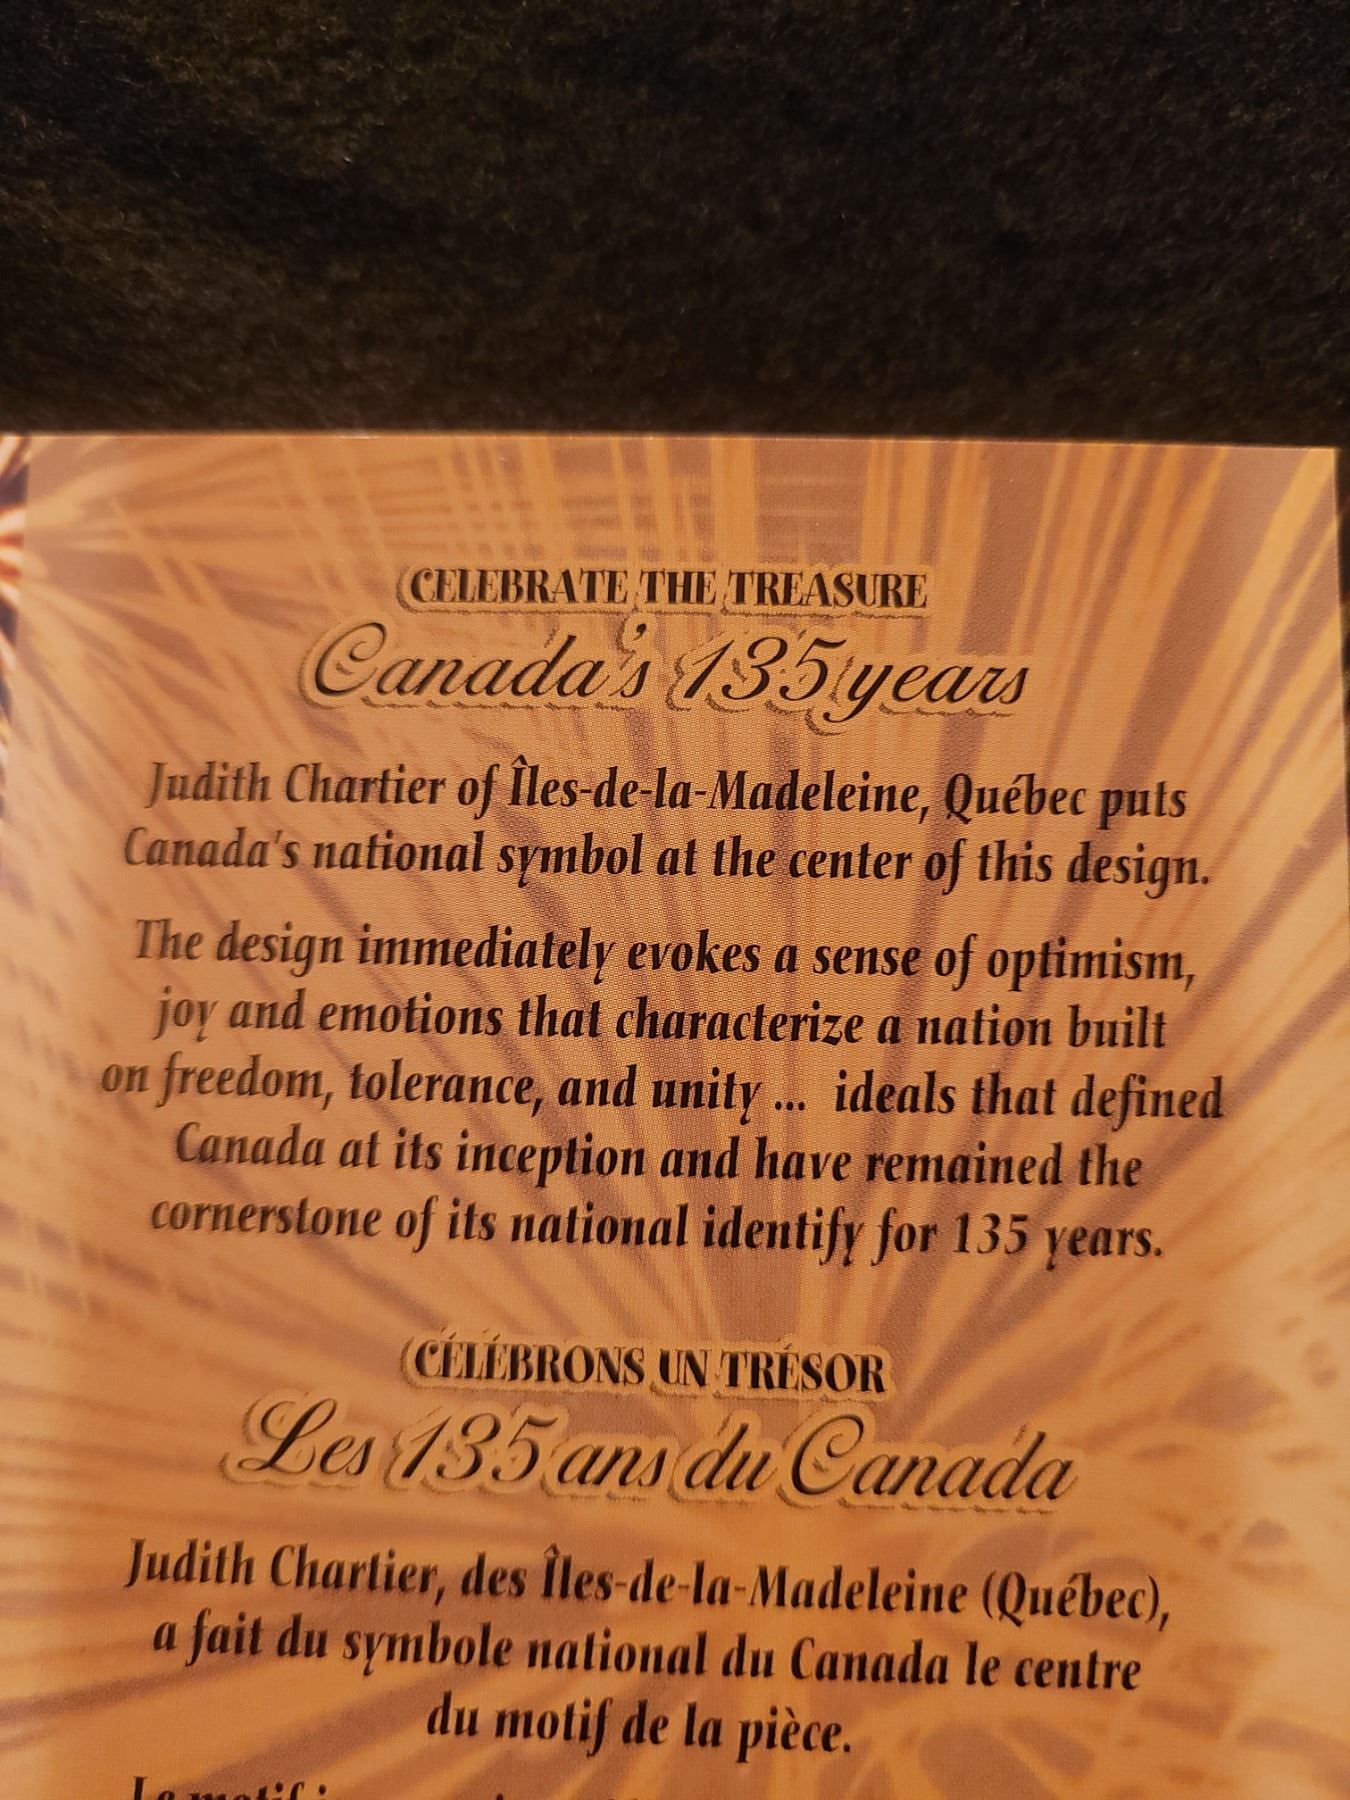 CELEBRATE THE TREASURE
Canada's 135 years
Judith Chartier of Îles-de-la-Madeleine, Québec puts
Canada's national symbol at the center of this design.
The design immediately evokes a sense of optimism,
joy and emotions that characterize a nation built
on freedom, tolerance, and unity ... ideals that defined
Canada at its inception and have remained the
cornerstone of its national identify for 135 years.
CÉLÉBRONS UN TRÉSOR
Les 135 ans du Canada
Judith Chartier, des Îles-de-la-Madeleine (Québec),
a fait du symbole national du Canada le centre
du motif de la pièce.
Le motif